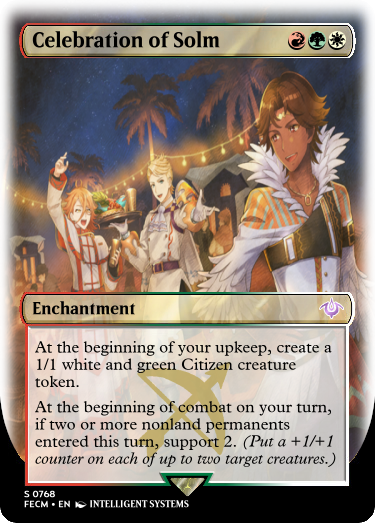 Celebration of Solm
Enchantment
At the beginning of your upkeep, create a
1/1 white and green Citizen creature
token.
At the beginning of combat on your turn,
if two or more nonland permanents
entered this turn, support 2. (Put a +1/+1
counter on each of up to two target creatures.)
S 0768
FECM • EN INTELLIGENT SYSTEMS